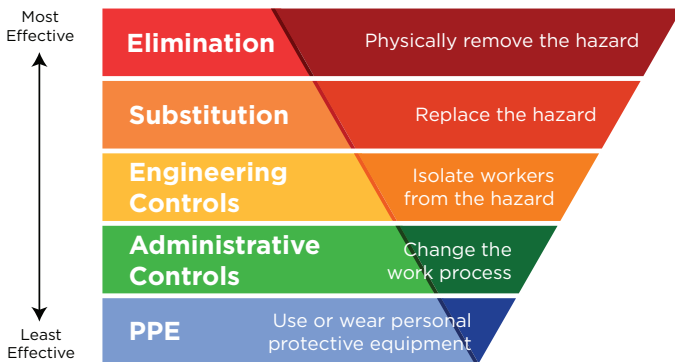 Most
Effective
Elimination
Physically remove the hazard
Substitution
Replace the hazard
Engineering
Controls
Isolate workers
from the hazard
Administrative
Controls
Change the
work process
PPE
Use or wear personal
protective equipment
Least
Effective